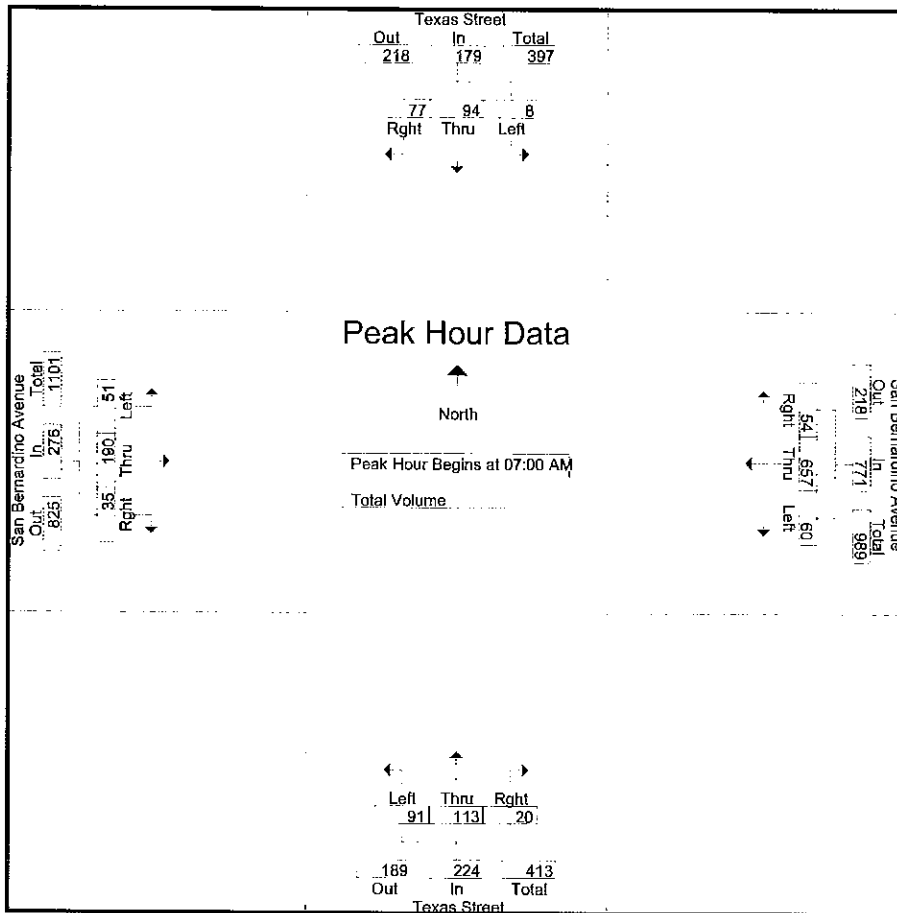 Texas Street
Out In Total
218 179 397
77 94 8
Rght Thru Left
Peak Hour Data
North
Peak Hour Begins at 07:00 AM
Total Volume
San Bernardino Avenue
Out In Total
825 276 1101
35 190 51
Rght Thru Left
San Bernardino Avenue
Out In Total
218 771 989
54 657 60
Rght Thru Left
Left Thru Rght
91 113 20
189 224 413
Out In Total
Texas Street